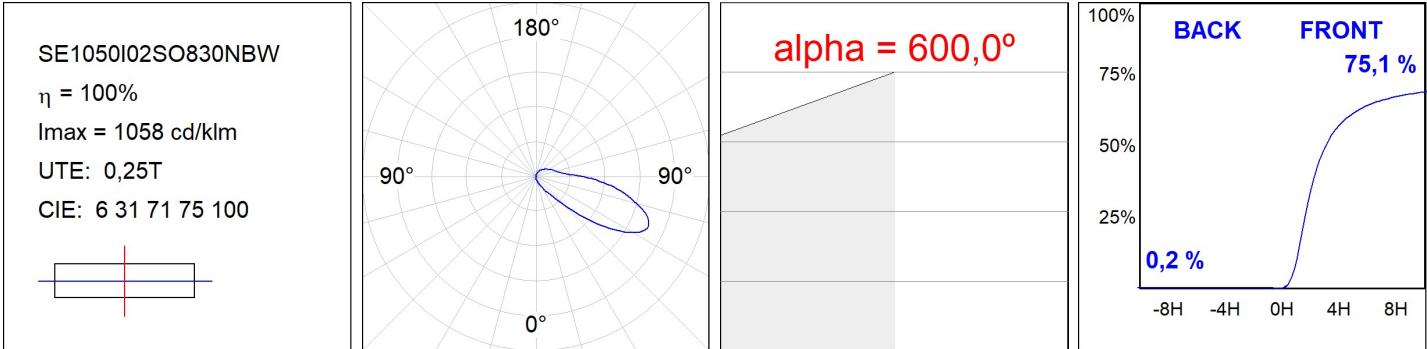 SE1050I02SO830NBW
η = 100%
Imax = 1058 cd/klm
UTE: 0,25T
CIE: 6 31 71 75 100
180°
90°
90°
0°
alpha = 600,0º
100%
BACK
FRONT
75,1 %
75%
50%
25%
0,2 %
-8H
-4H
0H
4H
8H